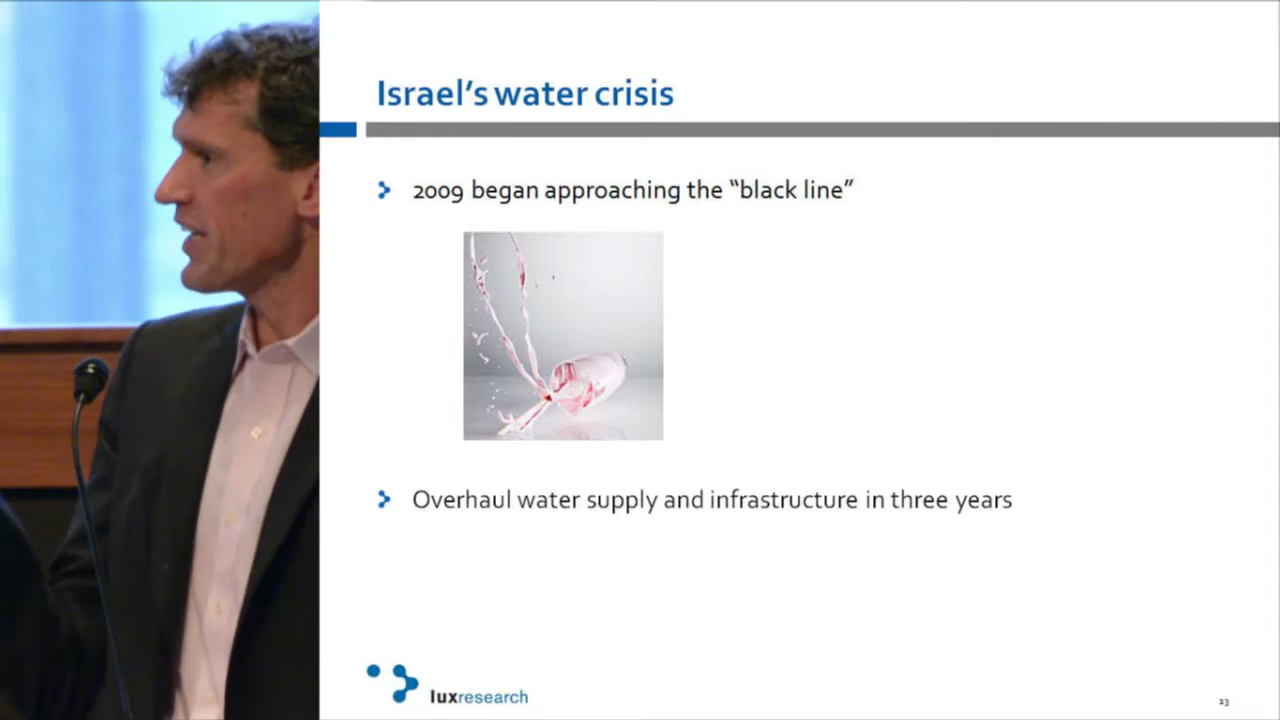 Israel's water crisis
2009 began approaching the “black line”
Overhaul water supply and infrastructure in three years
luxresearch
23